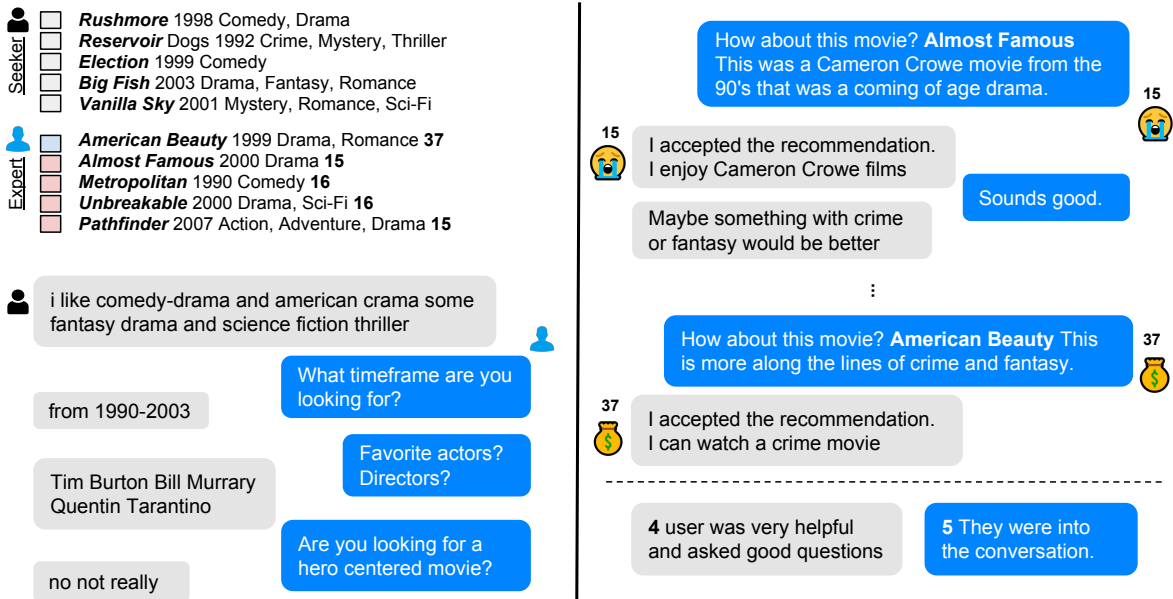 Seeker
Rushmore 1998 Comedy, Drama
Reservoir Dogs 1992 Crime, Mystery, Thriller
Election 1999 Comedy
Big Fish 2003 Drama, Fantasy, Romance
Vanilla Sky 2001 Mystery, Romance, Sci-Fi
Expert
American Beauty 1999 Drama, Romance 37
Almost Famous 2000 Drama 15
Metropolitan 1990 Comedy 16
Unbreakable 2000 Drama, Sci-Fi 16
Pathfinder 2007 Action, Adventure, Drama 15
i like comedy-drama and american crama some
fantasy drama and science fiction thriller
What timeframe are you
looking for?
from 1990-2003
Favorite actors?
Directors?
Tim Burton Bill Murrary
Quentin Tarantino
Are you looking for a
hero centered movie?
no not really
How about this movie? Almost Famous
This was a Cameron Crowe movie from the
90's that was a coming of age drama.
15
15
I accepted the recommendation.
I enjoy Cameron Crowe films
Sounds good.
Maybe something with crime
or fantasy would be better
⋮
How about this movie? American Beauty This
is more along the lines of crime and fantasy.
37
37
I accepted the recommendation.
I can watch a crime movie
4 user was very helpful
and asked good questions
5 They were into
the conversation.